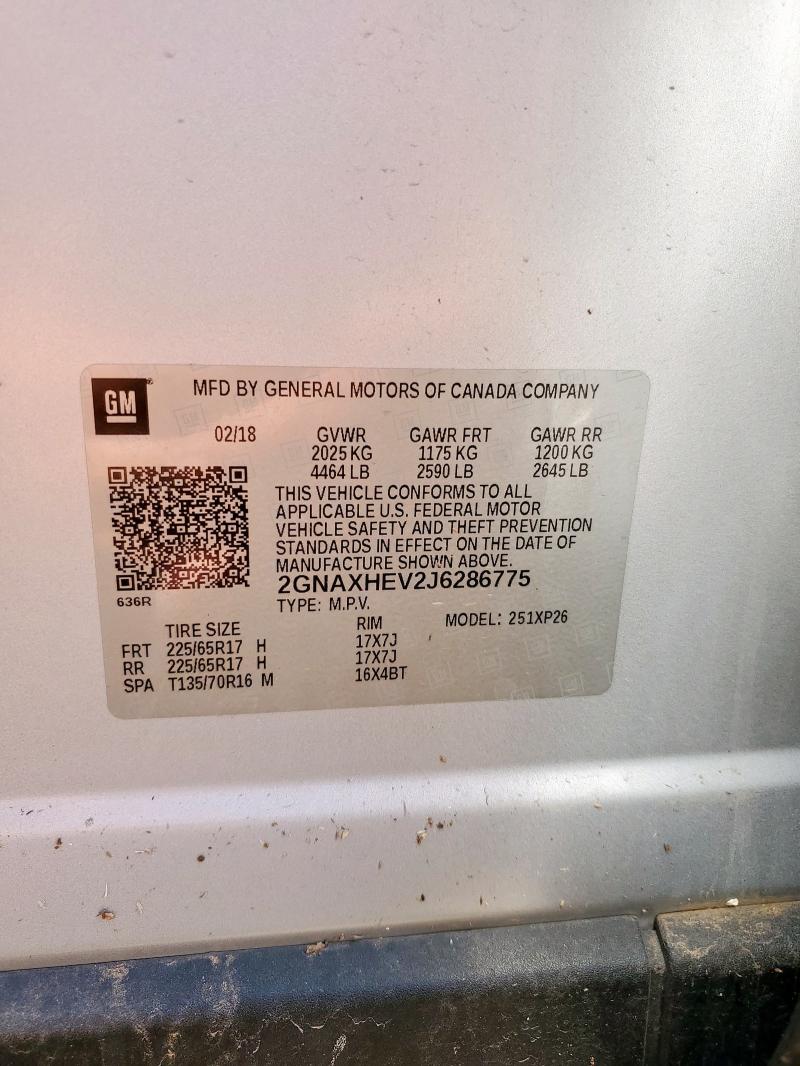 GM
MFD BY GENERAL MOTORS OF CANADA COMPANY
02/18 GVWR GAWR FRT GAWR RR
2025 KG 1175 KG 1200 KG
4464 LB 2590 LB 2645 LB
THIS VEHICLE CONFORMS TO ALL
APPLICABLE U.S. FEDERAL MOTOR
VEHICLE SAFETY AND THEFT PREVENTION
STANDARDS IN EFFECT ON THE DATE OF
MANUFACTURE SHOWN ABOVE.
2GNAXHEV2J6286775
636R
TYPE: M.P.V.
MODEL: 251XP26
TIRE SIZE RIM
FRT 225/65R17 H 17X7J
RR 225/65R17 H 17X7J
SPA T135/70R16 M 16X4BT